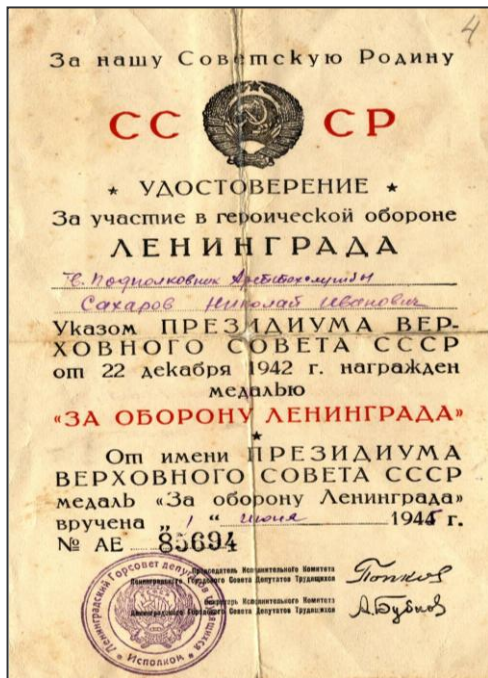 4
За нашу Советскую Родину
СС СР
★ УДОСТОВЕРЕНИЕ ★
За участие в героической обороне
ЛЕНИНГРАДА
Подполковник
Сахаров Николай Иванович
Указом ПРЕЗИДИУМА ВЕР-
ХОВНОГО СОВЕТА СССР
от 22 декабря 1942 г. награжден
медалью
«ЗА ОБОРОНУ ЛЕНИНГРАДА»
★
От имени ПРЕЗИДИУМА
ВЕРХОВНОГО СОВЕТА СССР
медаль «За оборону Ленинграда»
вручена „ 1 “ июня 1945 г.
№ АЕ 85694
Председатель Исполнительного Комитета
Ленинградского Городского Совета Депутатов Трудящихся
Попков
Секретарь Исполнительного Комитета
Ленинградского Городского Совета Депутатов Трудящихся
А.Бубнов
Ленинградский Горсовет депутатов трудящихся
★ Исполком ★